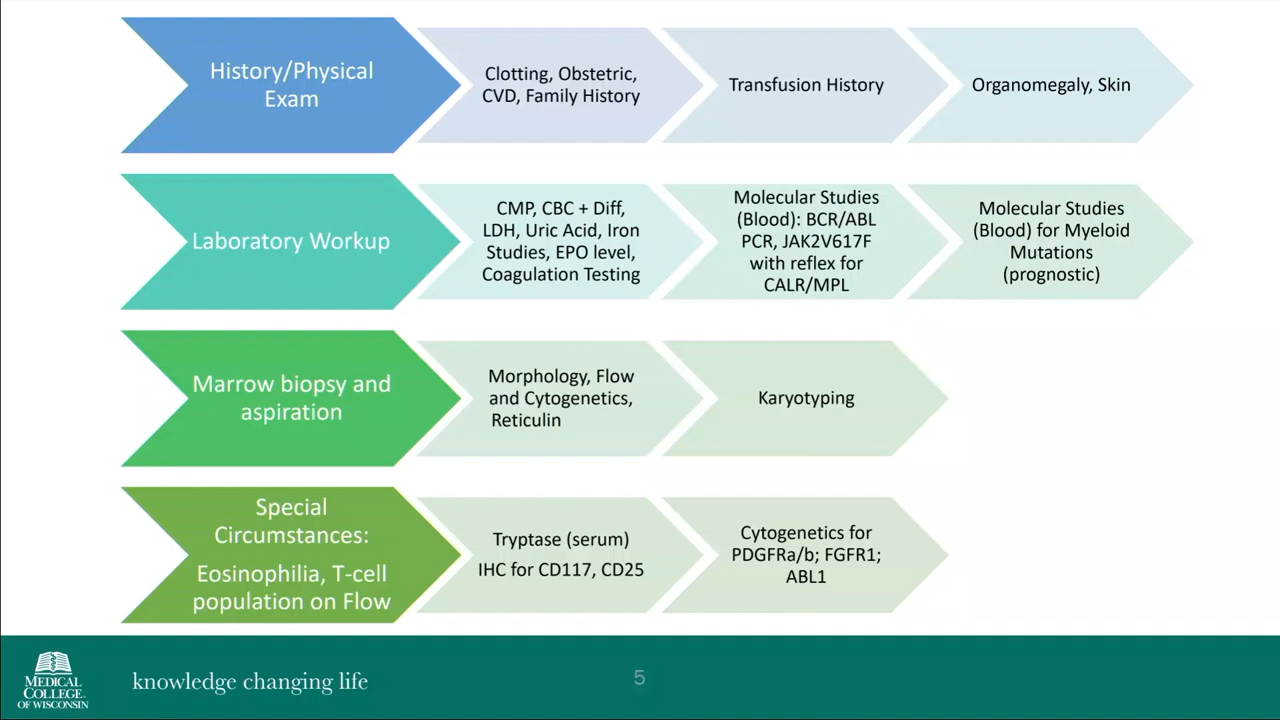 History/Physical
Exam
Clotting, Obstetric,
CVD, Family History
Transfusion History
Organomegaly, Skin
Laboratory Workup
CMP, CBC + Diff,
LDH, Uric Acid, Iron
Studies, EPO level,
Coagulation Testing
Molecular Studies
(Blood): BCR/ABL
PCR, JAK2V617F
with reflex for
CALR/MPL
Molecular Studies
(Blood) for Myeloid
Mutations
(prognostic)
Marrow biopsy and
aspiration
Morphology, Flow
and Cytogenetics,
Reticulin
Karyotyping
Special
Circumstances:
Eosinophilia, T-cell
population on Flow
Tryptase (serum)
IHC for CD117, CD25
Cytogenetics for
PDGFRa/b; FGFR1;
ABL1
MEDICAL
COLLEGE
OF WISCONSIN
knowledge changing life
5